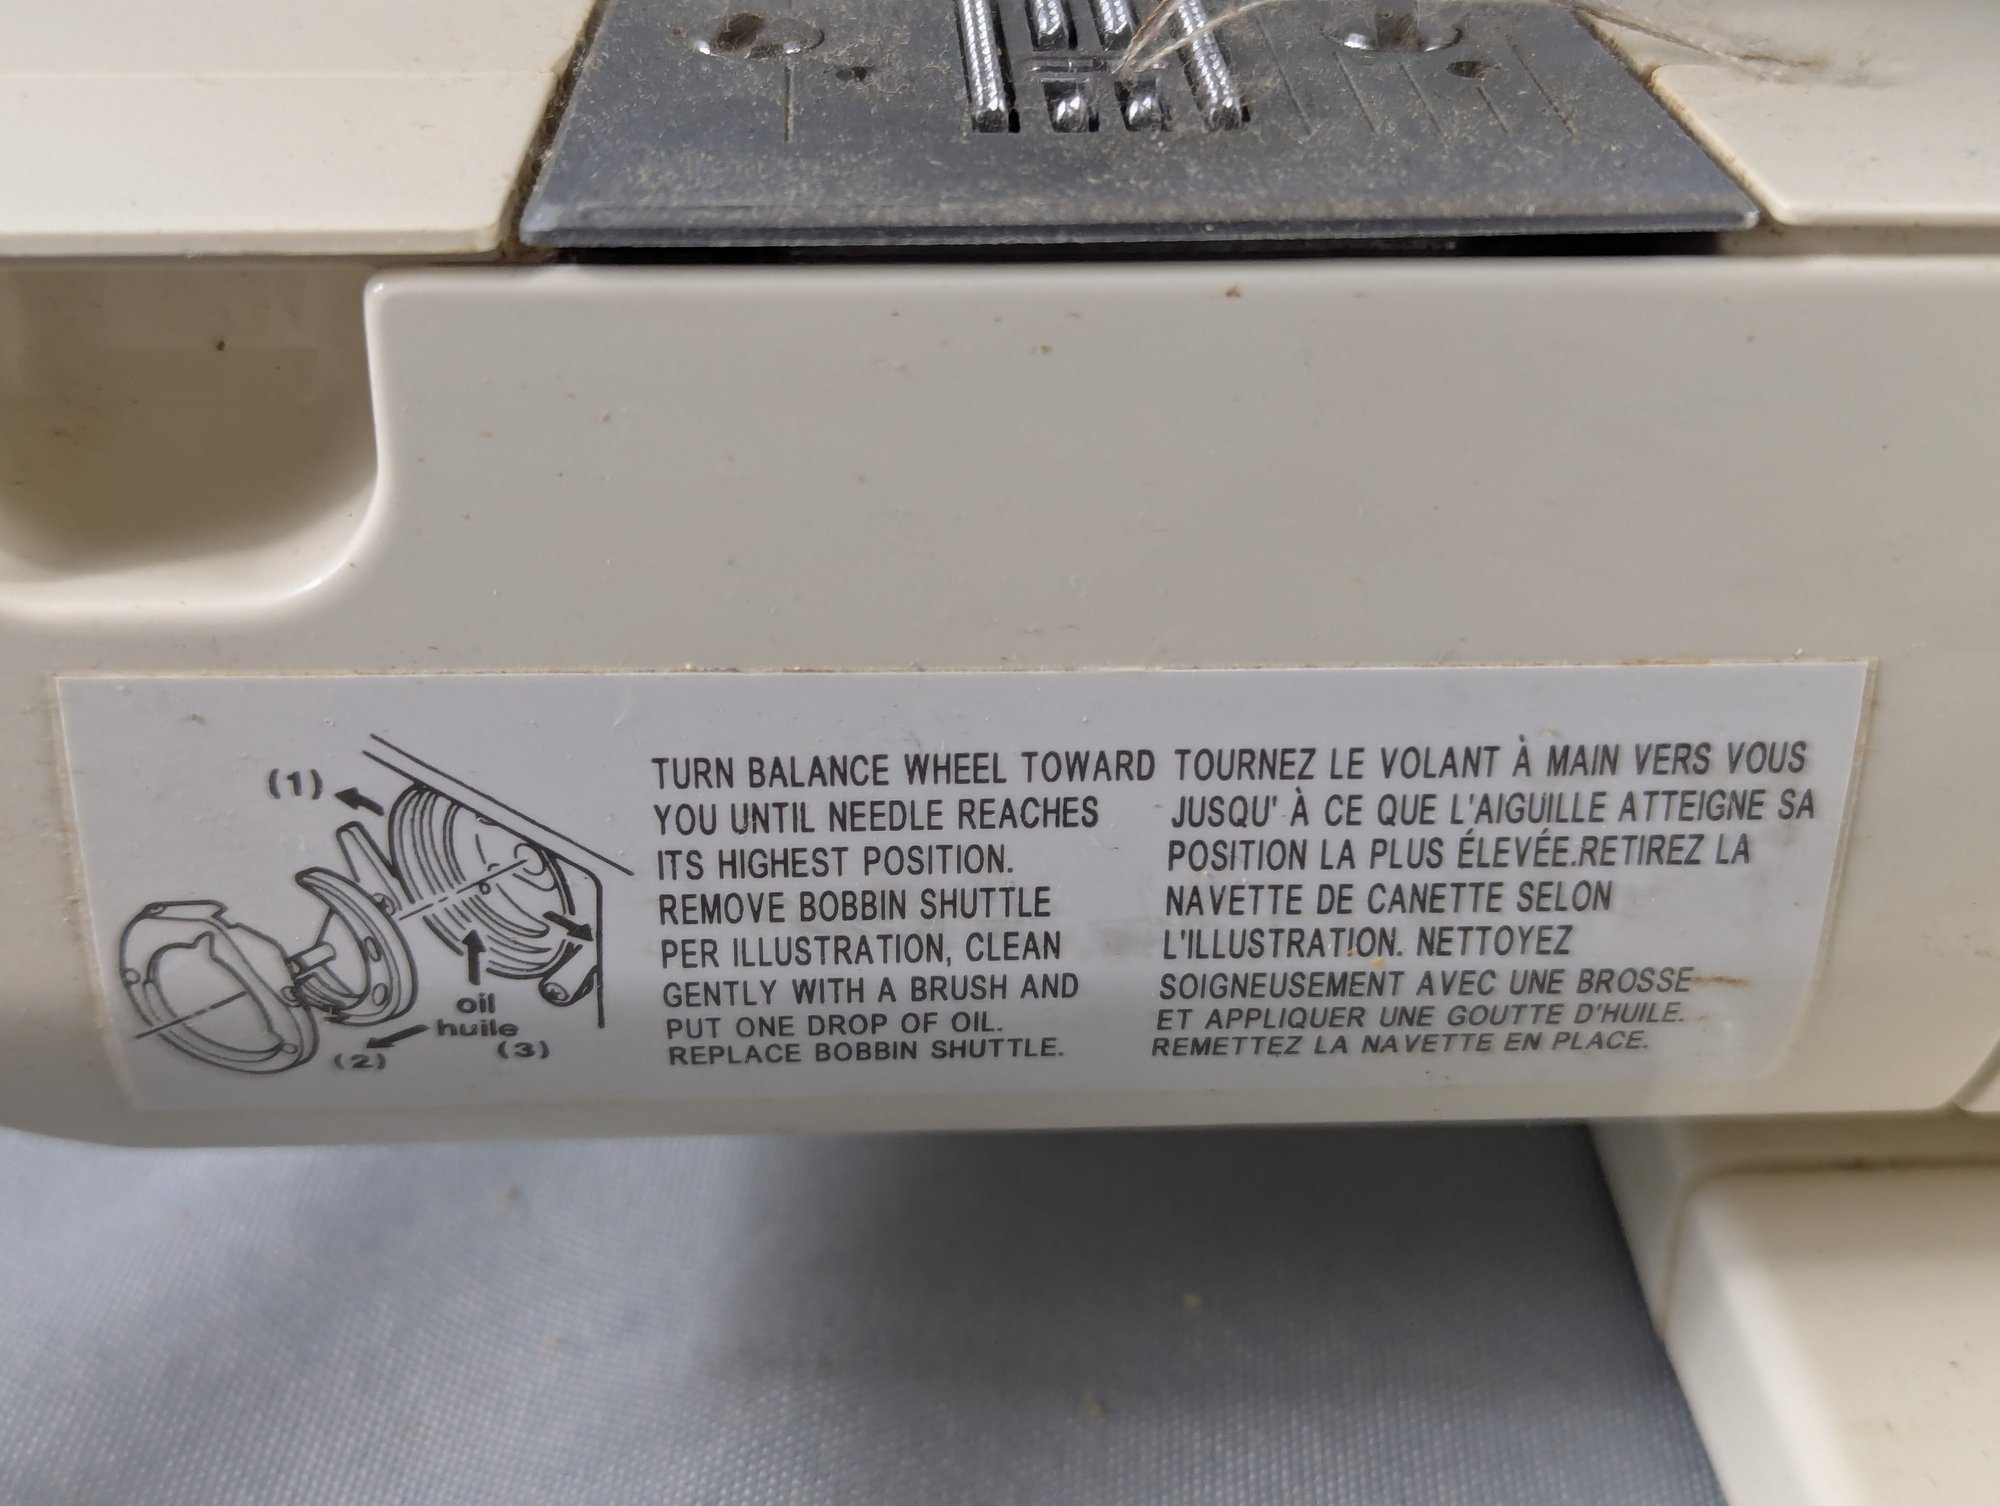 (1)
oil
huile
(2)
(3)
TURN BALANCE WHEEL TOWARD
YOU UNTIL NEEDLE REACHES
ITS HIGHEST POSITION.
REMOVE BOBBIN SHUTTLE
PER ILLUSTRATION, CLEAN
GENTLY WITH A BRUSH AND
PUT ONE DROP OF OIL.
REPLACE BOBBIN SHUTTLE.
TOURNEZ LE VOLANT À MAIN VERS VOUS
JUSQU' À CE QUE L'AIGUILLE ATTEIGNE SA
POSITION LA PLUS ÉLEVÉE.RETIREZ LA
NAVETTE DE CANETTE SELON
L'ILLUSTRATION. NETTOYEZ
SOIGNEUSEMENT AVEC UNE BROSSE
ET APPLIQUER UNE GOUTTE D'HUILE.
REMETTEZ LA NAVETTE EN PLACE.